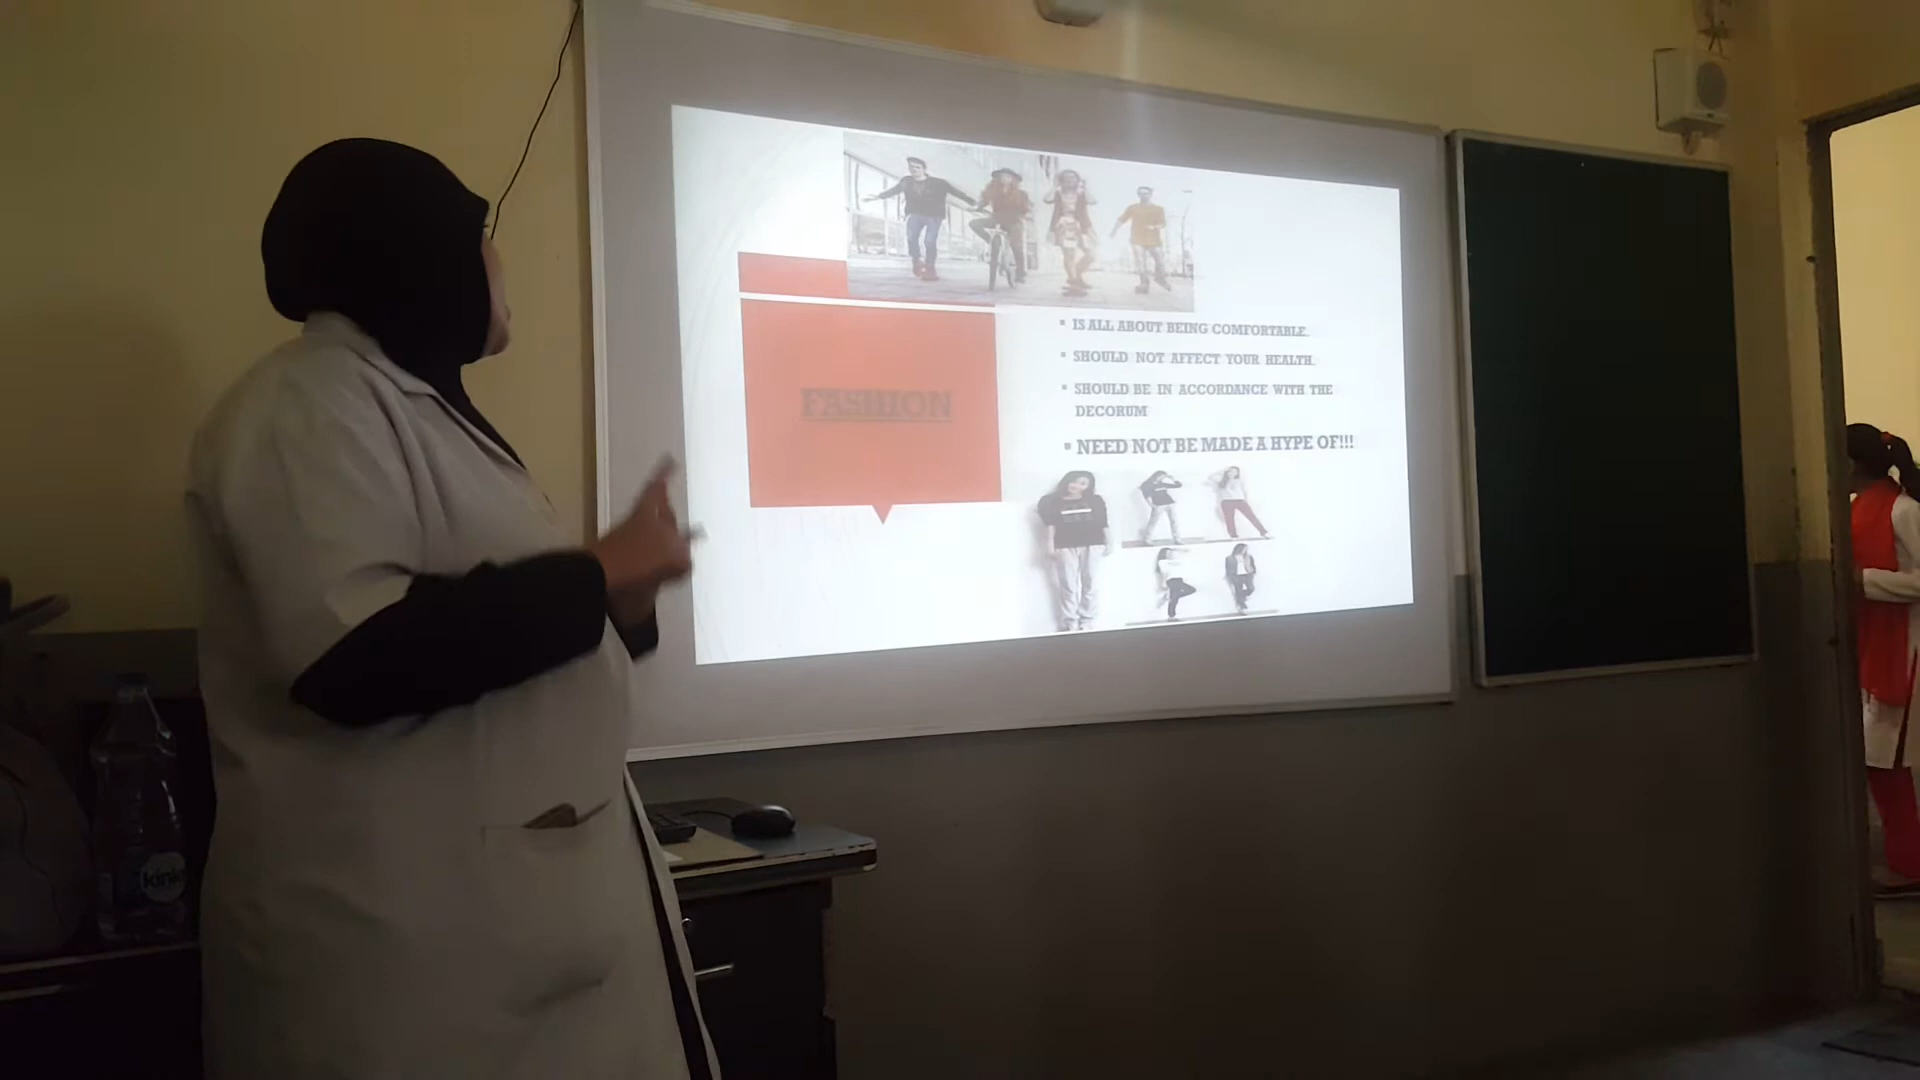 FASHION
IS ALL ABOUT BEING COMFORTABLE.
SHOULD NOT AFFECT YOUR HEALTH.
SHOULD BE IN ACCORDANCE WITH THE
DECORUM
NEED NOT BE MADE A HYPE OF!!!